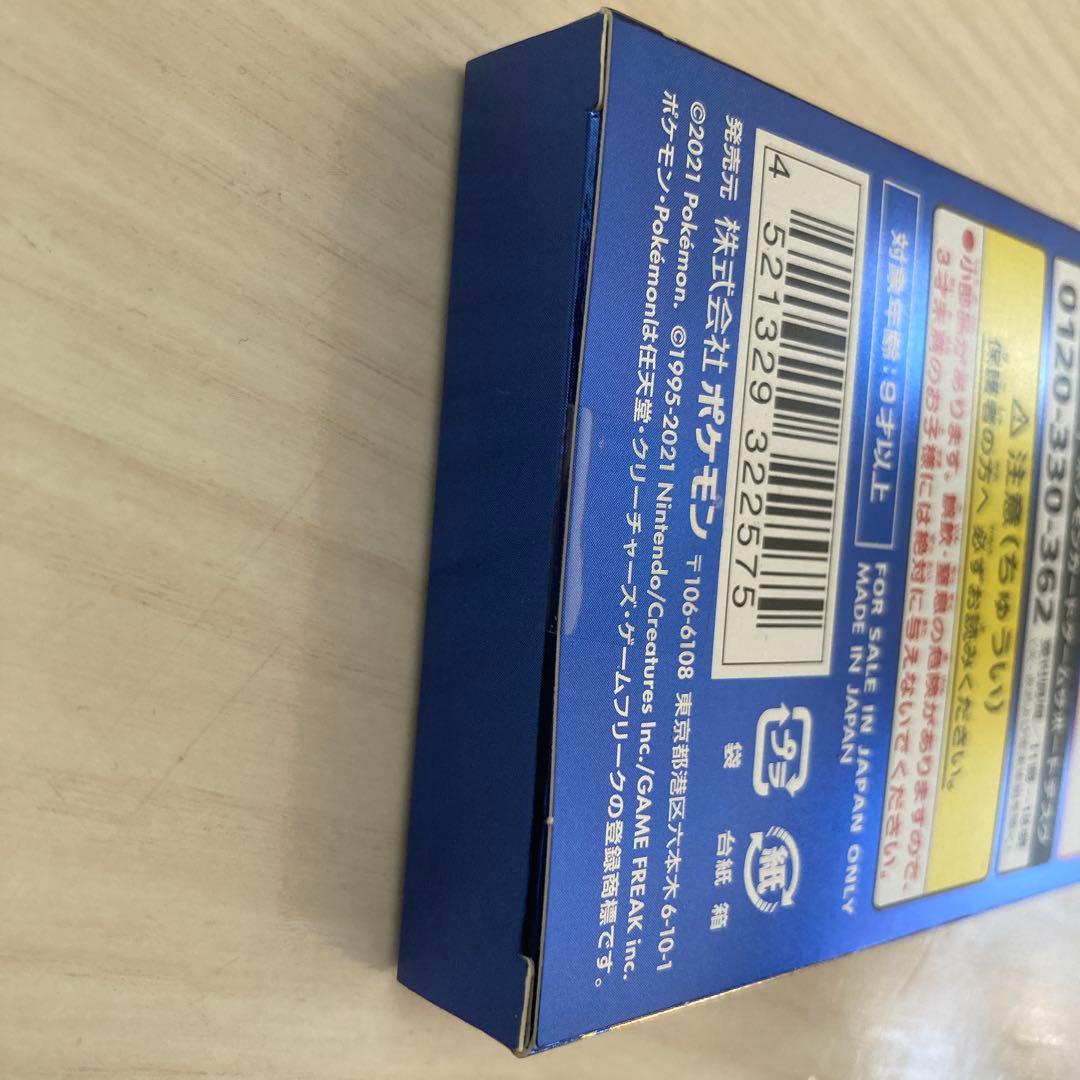 0120-330-362
⚠ 注意(ちゅうい)
保護者の方へ 必ずお読みください。
●小部品があります。誤飲・窒息の危険がありますので、
3才未満のお子様には絶対に与えないでください。
対象年齢:9才以上
FOR SALE IN JAPAN ONLY
MADE IN JAPAN
4 521329 322575
プラ
袋
紙
台紙 箱
発売元 株式会社ポケモン 〒106-6108 東京都港区六本木6-10-1
©2021 Pokémon. ©1995-2021 Nintendo/Creatures Inc./GAME FREAK inc.
ポケモン・Pokémonは任天堂・クリーチャーズ・ゲームフリークの登録商標です。